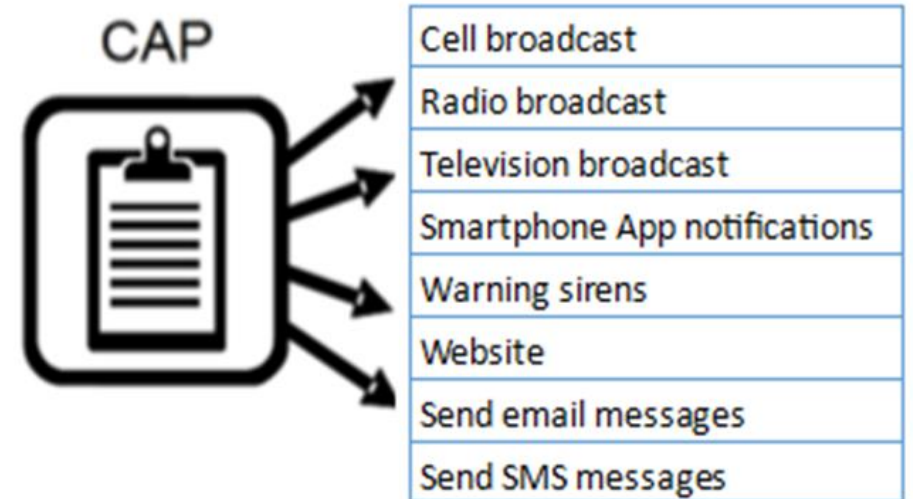 CAP
Cell broadcast
Radio broadcast
Television broadcast
Smartphone App notifications
Warning sirens
Website
Send email messages
Send SMS messages